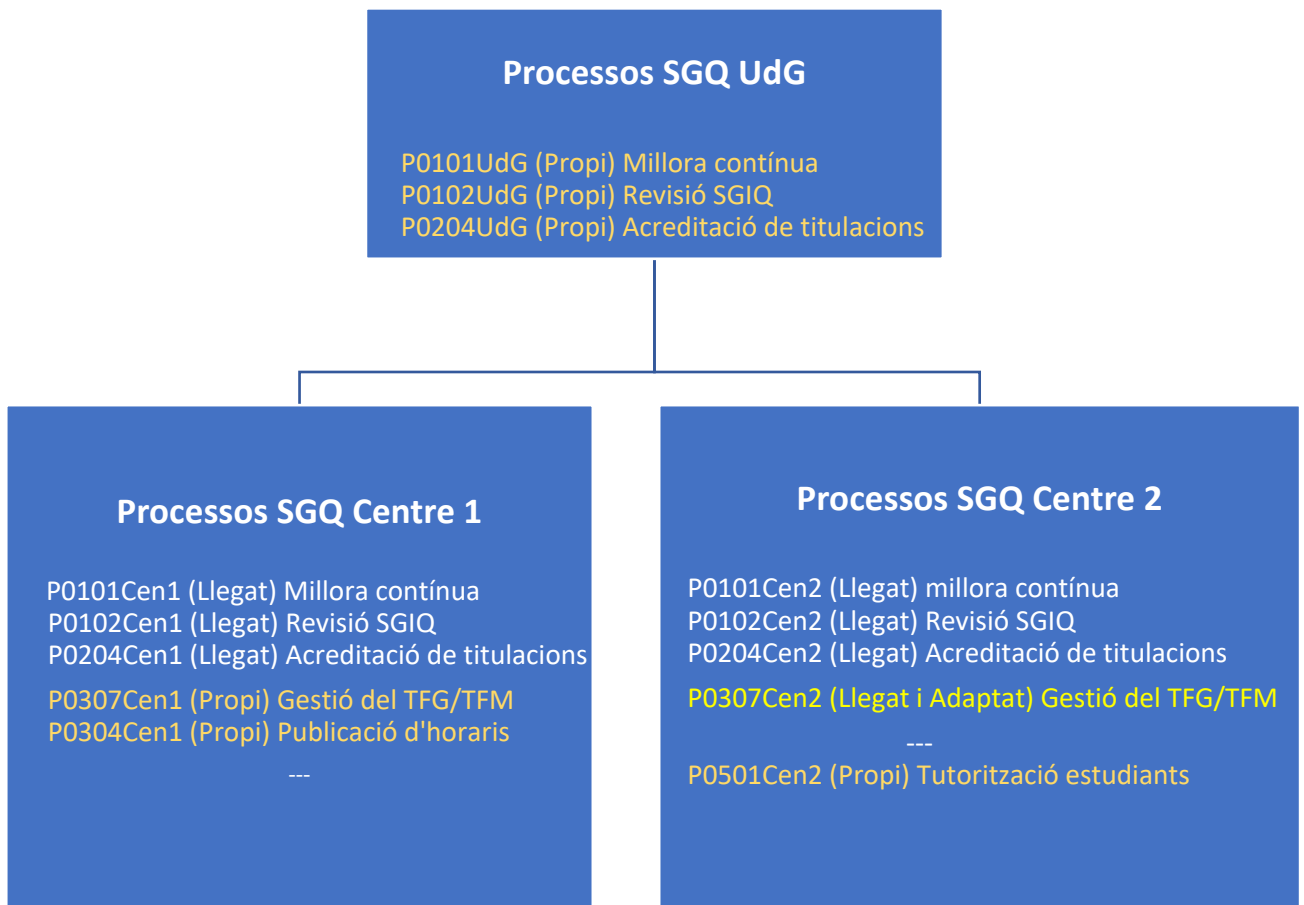 Processos SGQ UdG
P0101UdG (Propi) Millora contínua
P0102UdG (Propi) Revisió SGIQ
P0204UdG (Propi) Acreditació de titulacions
Processos SGQ Centre 1
P0101Cen1 (Llegat) Millora contínua
P0102Cen1 (Llegat) Revisió SGIQ
P0204Cen1 (Llegat) Acreditació de titulacions
P0307Cen1 (Propi) Gestió del TFG/TFM
P0304Cen1 (Propi) Publicació d'horaris
---
Processos SGQ Centre 2
P0101Cen2 (Llegat) millora contínua
P0102Cen2 (Llegat) Revisió SGIQ
P0204Cen2 (Llegat) Acreditació de titulacions
P0307Cen2 (Llegat i Adaptat) Gestió del TFG/TFM
---
P0501Cen2 (Propi) Tutorització estudiants